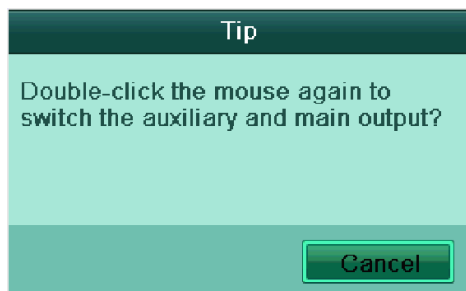 Tip
Double-click the mouse again to
switch the auxiliary and main output?
Cancel